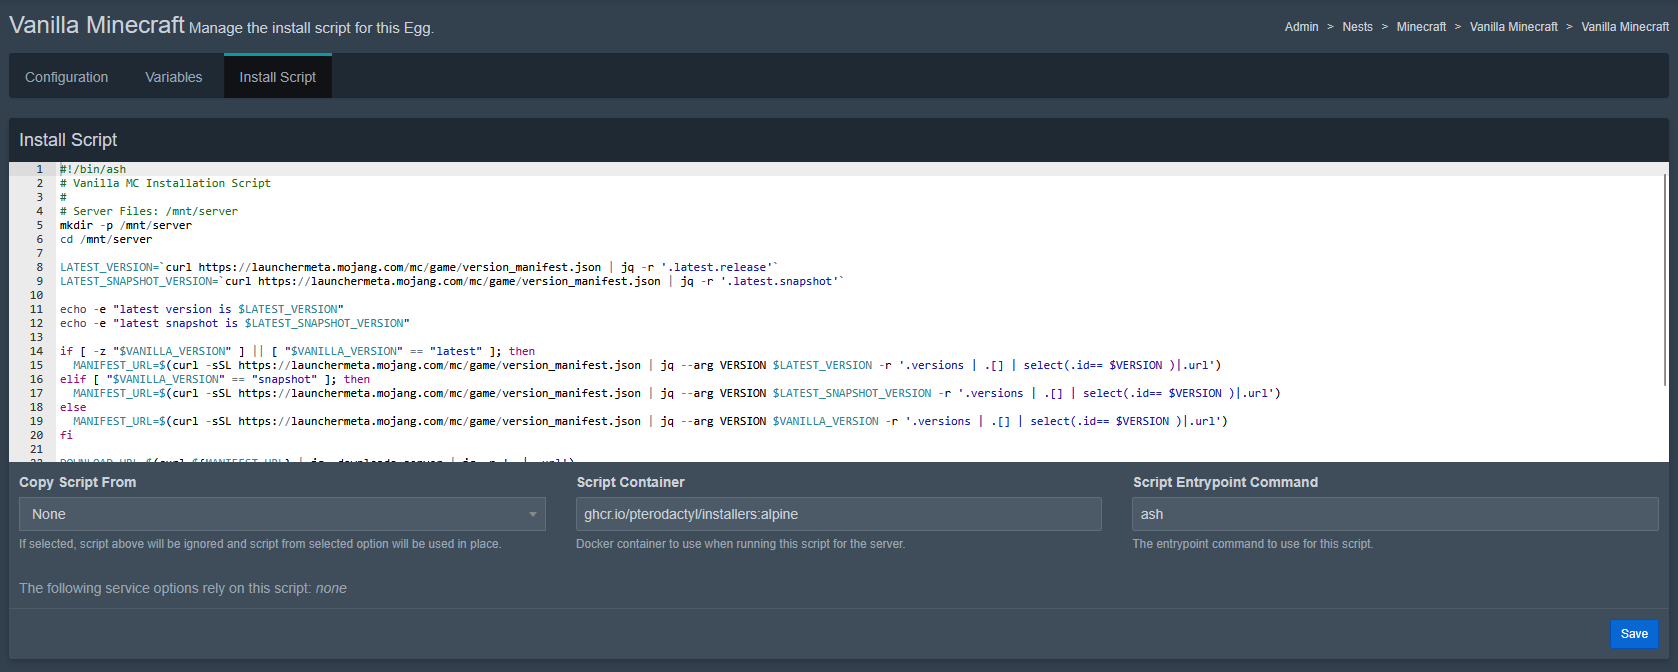 Vanilla Minecraft Manage the install script for this Egg.
Admin > Nests > Minecraft > Vanilla Minecraft > Vanilla Minecraft
Configuration Variables Install Script
Install Script
1 #!/bin/ash
2 # Vanilla MC Installation Script
3 #
4 # Server Files: /mnt/server
5 mkdir -p /mnt/server
6 cd /mnt/server
7
8 LATEST_VERSION=`curl https://launchermeta.mojang.com/mc/game/version_manifest.json | jq -r '.latest.release'`
9 LATEST_SNAPSHOT_VERSION=`curl https://launchermeta.mojang.com/mc/game/version_manifest.json | jq -r '.latest.snapshot'`
10
11 echo -e "latest version is $LATEST_VERSION"
12 echo -e "latest snapshot is $LATEST_SNAPSHOT_VERSION"
13
14 if [ -z "$VANILLA_VERSION" ] || [ "$VANILLA_VERSION" == "latest" ]; then
15 MANIFEST_URL=$(curl -sSL https://launchermeta.mojang.com/mc/game/version_manifest.json | jq --arg VERSION $LATEST_VERSION -r '.versions | .[] | select(.id== $VERSION )|.url')
16 elif [ "$VANILLA_VERSION" == "snapshot" ]; then
17 MANIFEST_URL=$(curl -sSL https://launchermeta.mojang.com/mc/game/version_manifest.json | jq --arg VERSION $LATEST_SNAPSHOT_VERSION -r '.versions | .[] | select(.id== $VERSION )|.url')
18 else
19 MANIFEST_URL=$(curl -sSL https://launchermeta.mojang.com/mc/game/version_manifest.json | jq --arg VERSION $VANILLA_VERSION -r '.versions | .[] | select(.id== $VERSION )|.url')
20 fi
21
Copy Script From
None
If selected, script above will be ignored and script from selected option will be used in place.
Script Container
ghcr.io/pterodactyl/installers:alpine
Docker container to use when running this script for the server.
Script Entrypoint Command
ash
The entrypoint command to use for this script.
The following service options rely on this script: none
Save